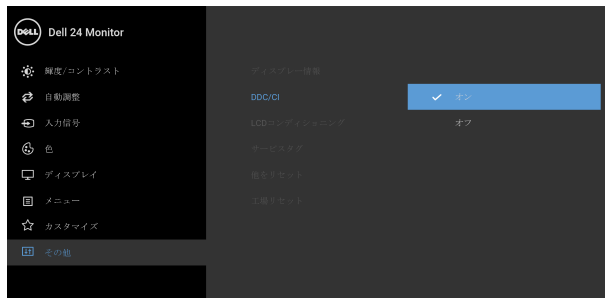 DELL Dell 24 Monitor
輝度/コントラスト
自動調整
入力信号
色
ディスプレイ
メニュー
カスタマイズ
その他
ディスプレー情報
DDC/CI
LCDコンディショニング
サービスタグ
他をリセット
工場リセット
オン
オフ